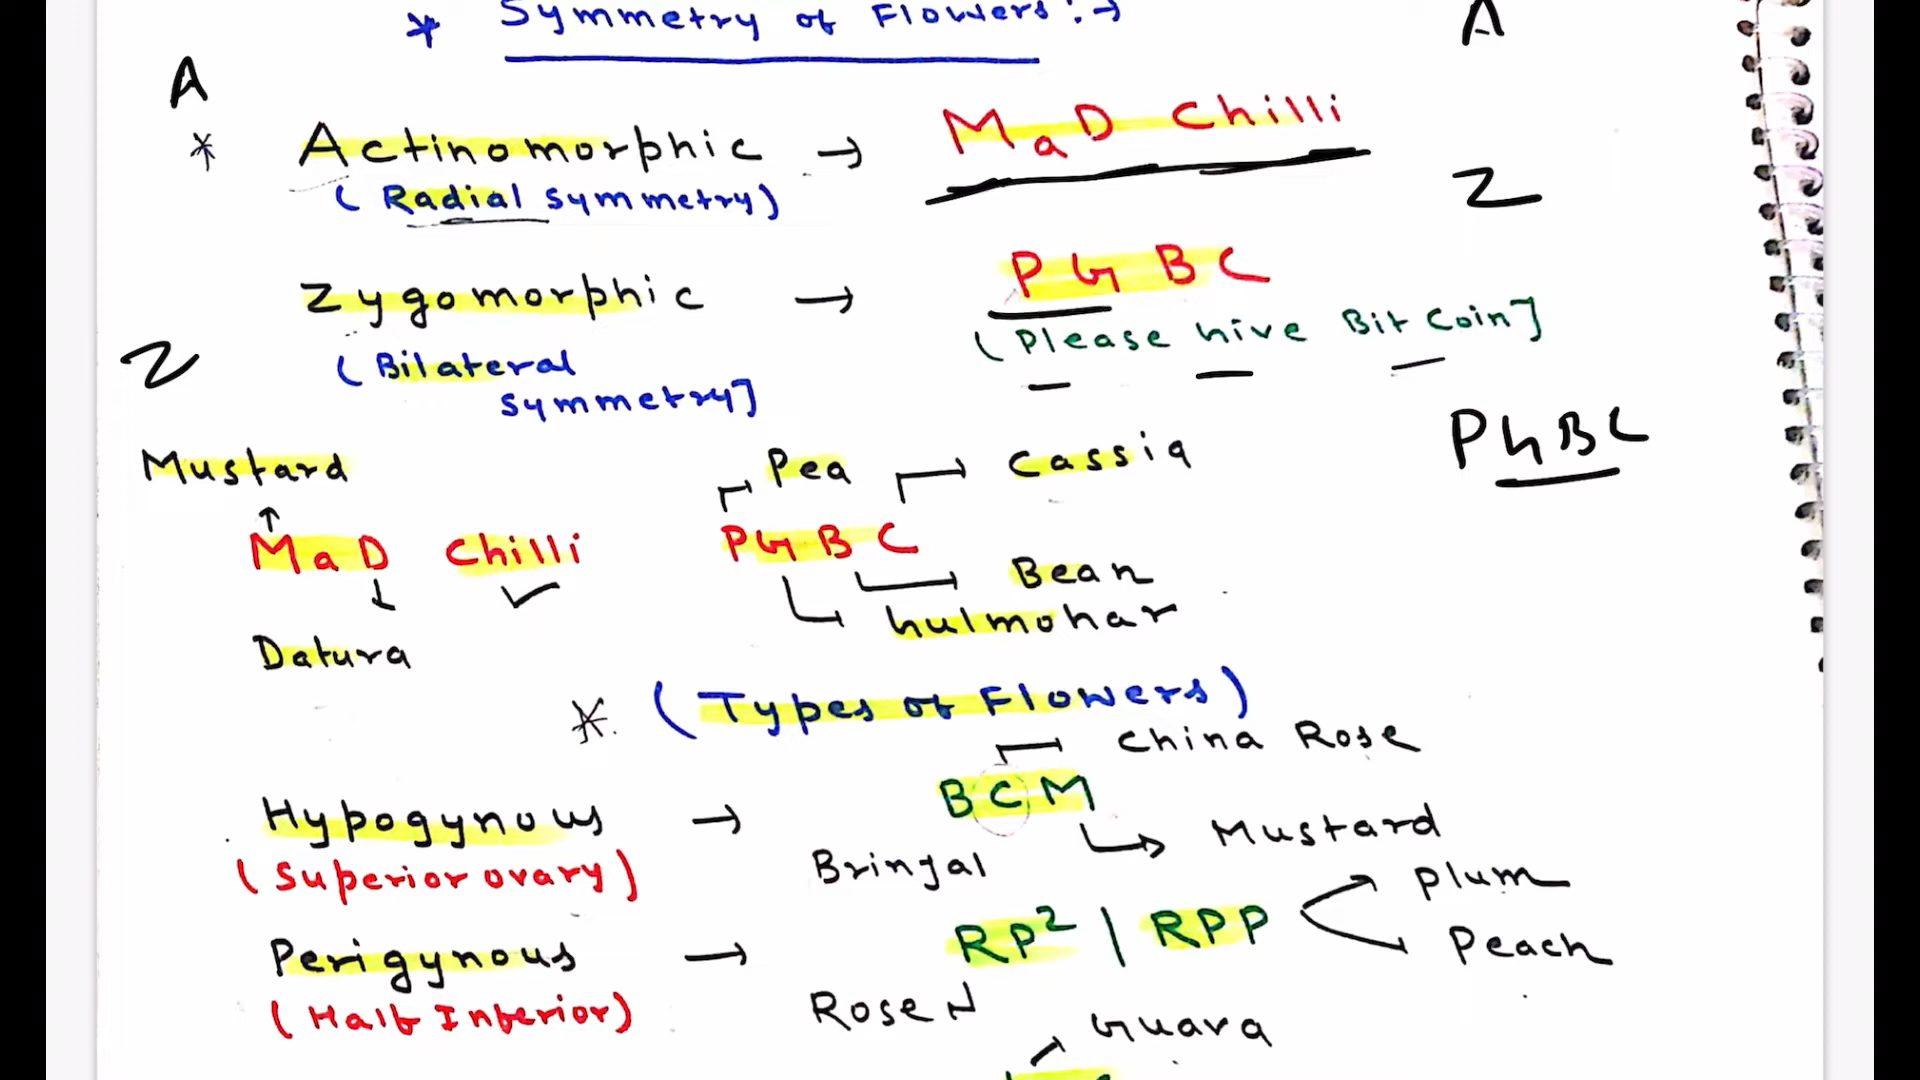 * Symmetry of Flowers :→
A
A
* Actinomorphic → MaD Chilli
(Radial symmetry)
Z
Zygomorphic → PGBC
(Please Give Bit Coin]
Z
(Bilateral
symmetry]
PGBC
Mustard
Pea
Cassia
MaD Chilli
PGBC
Bean
Gulmohar
Datura
* (Types of Flowers)
China Rose
Hypogynous → BCM
Mustard
(Superior ovary)
Brinjal
Plum
Perigynous → RP² | RPP
Peach
(Half Inferior)
Rose
Guava